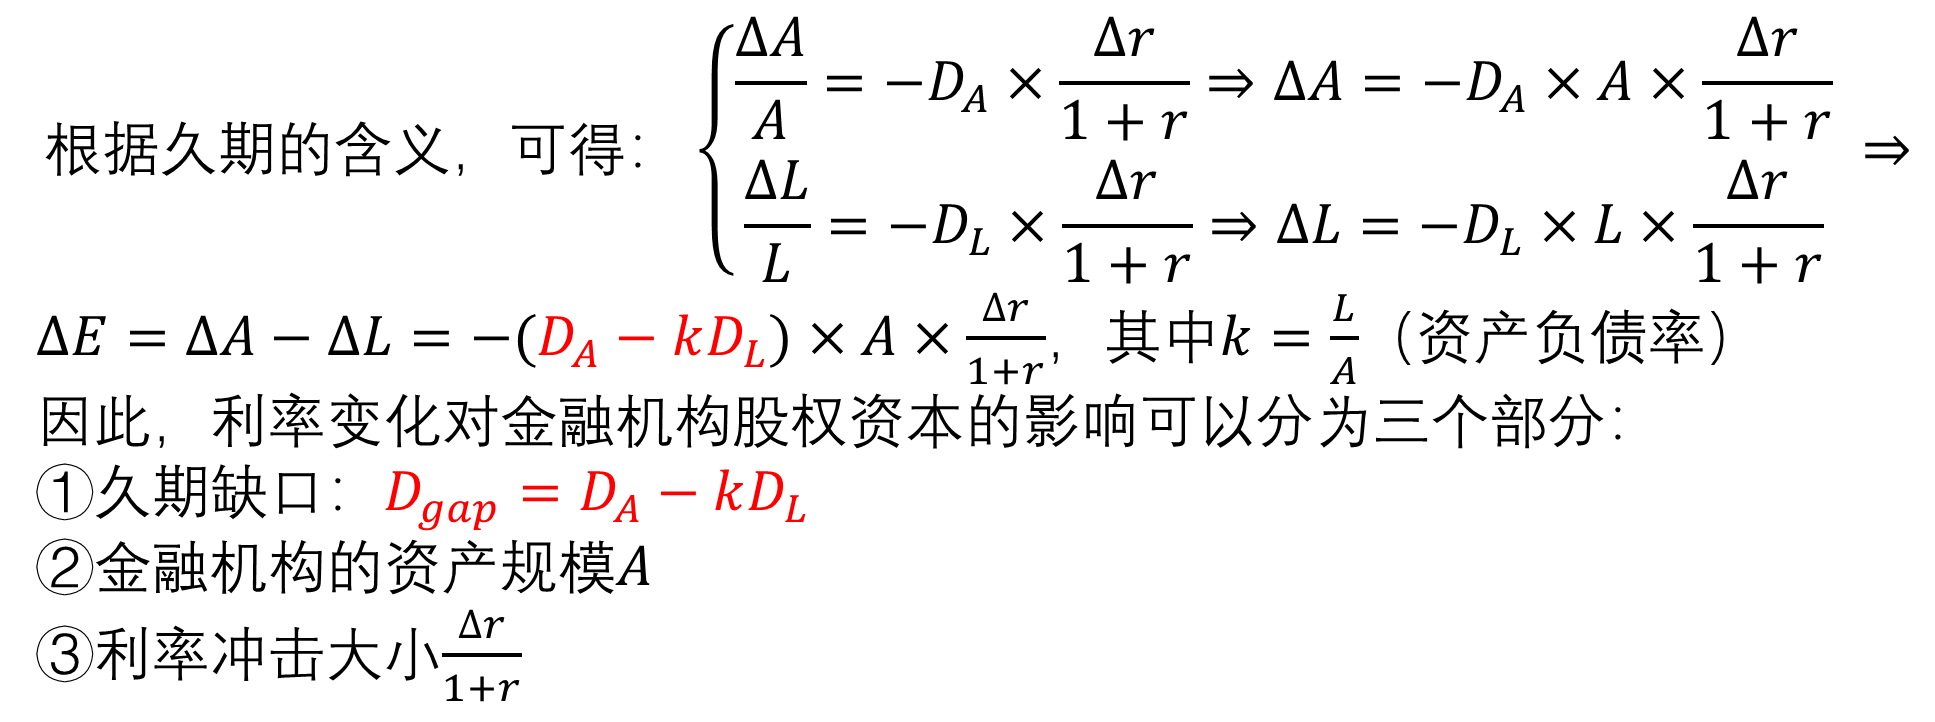 根据久期的含义，可得： { ΔA/A = −D_A × Δr/(1 + r) ⇒ ΔA = −D_A × A × Δr/(1 + r)
ΔL/L = −D_L × Δr/(1 + r) ⇒ ΔL = −D_L × L × Δr/(1 + r) ⇒
ΔE = ΔA − ΔL = −(D_A − kD_L) × A × Δr/(1+r)，其中k = L/A（资产负债率）
因此，利率变化对金融机构股权资本的影响可以分为三个部分：
①久期缺口：D_gap = D_A − kD_L
②金融机构的资产规模A
③利率冲击大小Δr/(1+r)